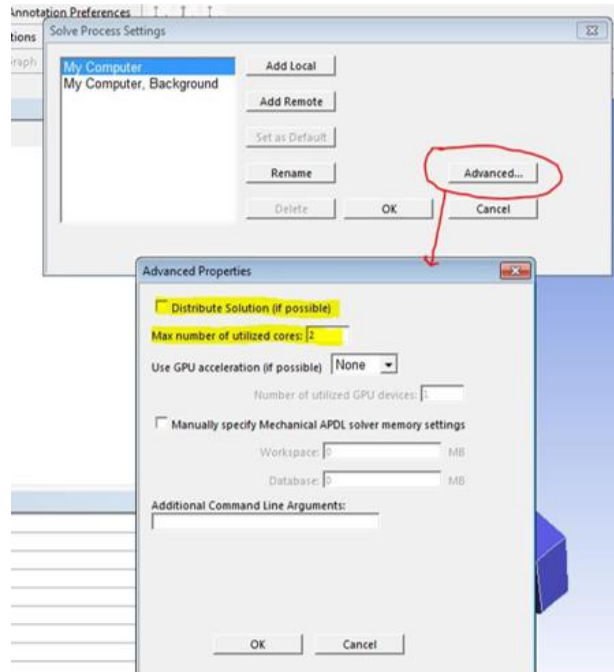 Annotation Preferences
tions
Solve Process Settings
raph
My Computer
My Computer, Background
Add Local
Add Remote
Set as Default
Rename
Advanced...
Delete
OK
Cancel
Advanced Properties
Distribute Solution (if possible)
Max number of utilized cores: 2
Use GPU acceleration (if possible) None
Number of utilized GPU devices: 1
Manually specify Mechanical APDL solver memory settings
Workspace: 0 MB
Database: 0 MB
Additional Command Line Arguments:
OK Cancel